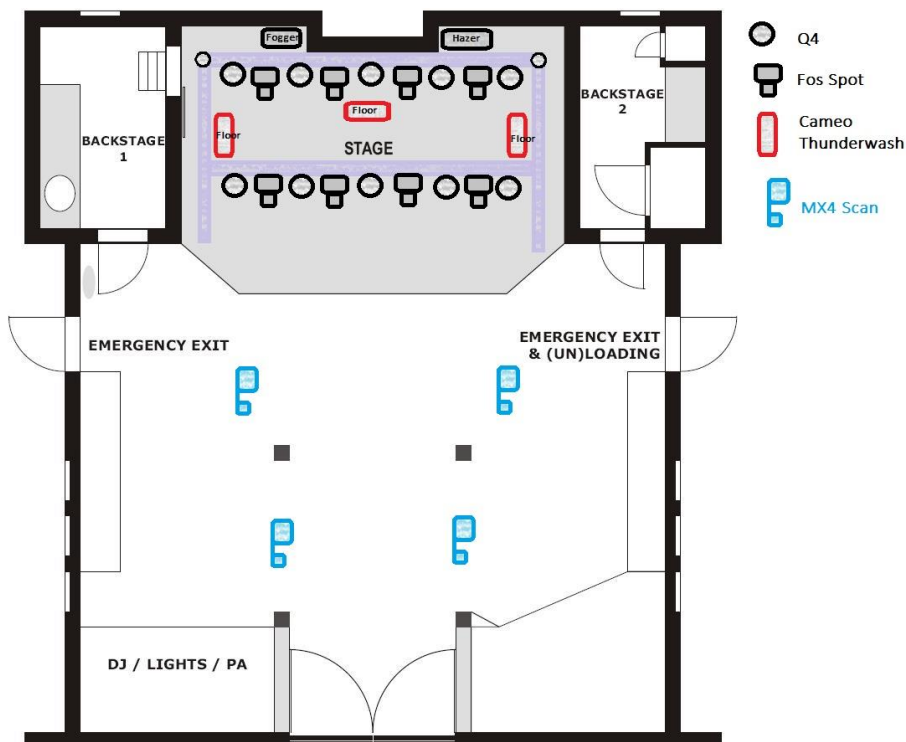 Fogger
Hazer
Floor
Floor
Floor
STAGE
BACKSTAGE
1
BACKSTAGE
2
Q4
Fos Spot
Cameo
Thunderwash
MX4 Scan
EMERGENCY EXIT
EMERGENCY EXIT
& (UN)LOADING
DJ / LIGHTS / PA